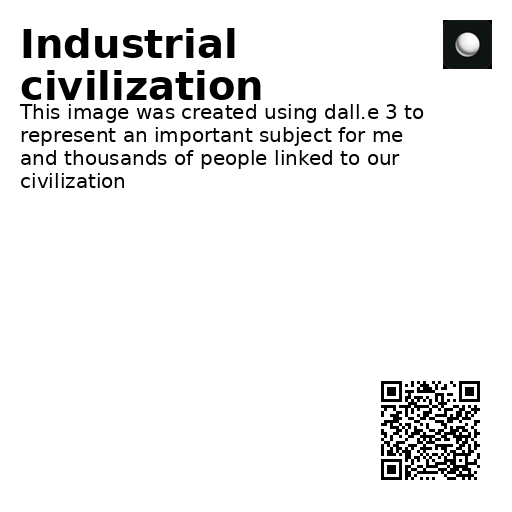 Industrial
civilization
This image was created using dall.e 3 to
represent an important subject for me
and thousands of people linked to our
civilization